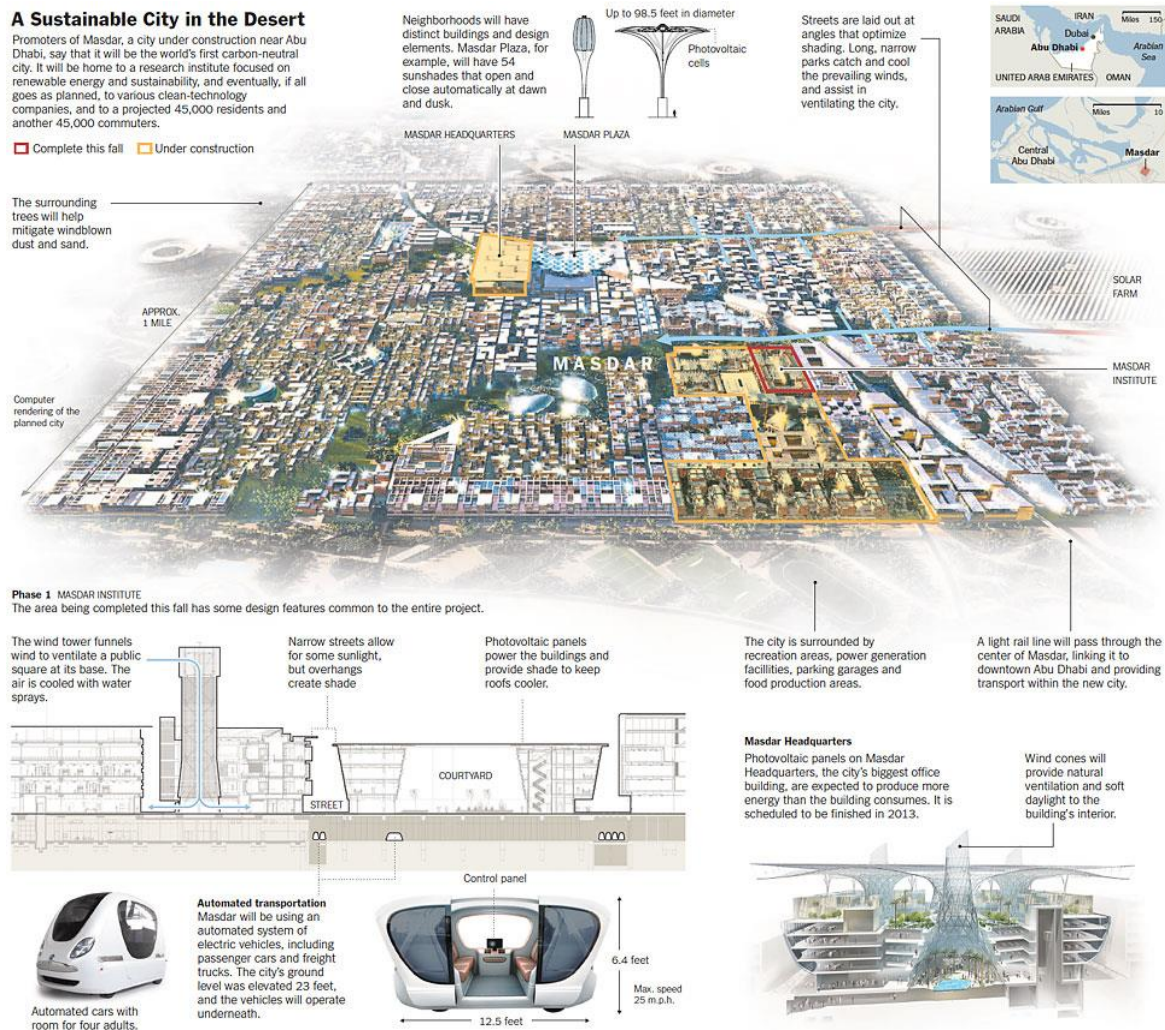 A Sustainable City in the Desert
Promoters of Masdar, a city under construction near Abu
Dhabi, say that it will be the world's first carbon-neutral
city. It will be home to a research institute focused on
renewable energy and sustainability, and eventually, if all
goes as planned, to various clean-technology
companies, and to a projected 45,000 residents and
another 45,000 commuters.
Complete this fall
Under construction
Neighborhoods will have
distinct buildings and design
elements. Masdar Plaza, for
example, will have 54
sunshades that open and
close automatically at dawn
and dusk.
Up to 98.5 feet in diameter
Photovoltaic
cells
Streets are laid out at
angles that optimize
shading. Long, narrow
parks catch and cool
the prevailing winds,
and assist in
ventilating the city.
SAUDI
ARABIA
IRAN
Miles 150
Dubai
Abu Dhabi
Arabian
Sea
UNITED ARAB EMIRATES
OMAN
Arabian Gulf
Miles 10
Central
Abu Dhabi
Masdar
MASDAR HEADQUARTERS
MASDAR PLAZA
The surrounding
trees will help
mitigate windblown
dust and sand.
APPROX.
1 MILE
Computer
rendering of the
planned city
MASDAR
SOLAR
FARM
MASDAR
INSTITUTE
Phase 1 MASDAR INSTITUTE
The area being completed this fall has some design features common to the entire project.
The wind tower funnels
wind to ventilate a public
square at its base. The
air is cooled with water
sprays.
Narrow streets allow
for some sunlight,
but overhangs
create shade
Photovoltaic panels
power the buildings and
provide shade to keep
roofs cooler.
The city is surrounded by
recreation areas, power generation
facillities, parking garages and
food production areas.
A light rail line will pass through the
center of Masdar, linking it to
downtown Abu Dhabi and providing
transport within the new city.
STREET
COURTYARD
Masdar Headquarters
Photovoltaic panels on Masdar
Headquarters, the city's biggest office
building, are expected to produce more
energy than the building consumes. It is
scheduled to be finished in 2013.
Wind cones will
provide natural
ventilation and soft
daylight to the
building's interior.
Automated cars with
room for four adults.
Automated transportation
Masdar will be using an
automated system of
electric vehicles, including
passenger cars and freight
trucks. The city's ground
level was elevated 23 feet,
and the vehicles will operate
underneath.
Control panel
6.4 feet
Max. speed
25 m.p.h.
12.5 feet